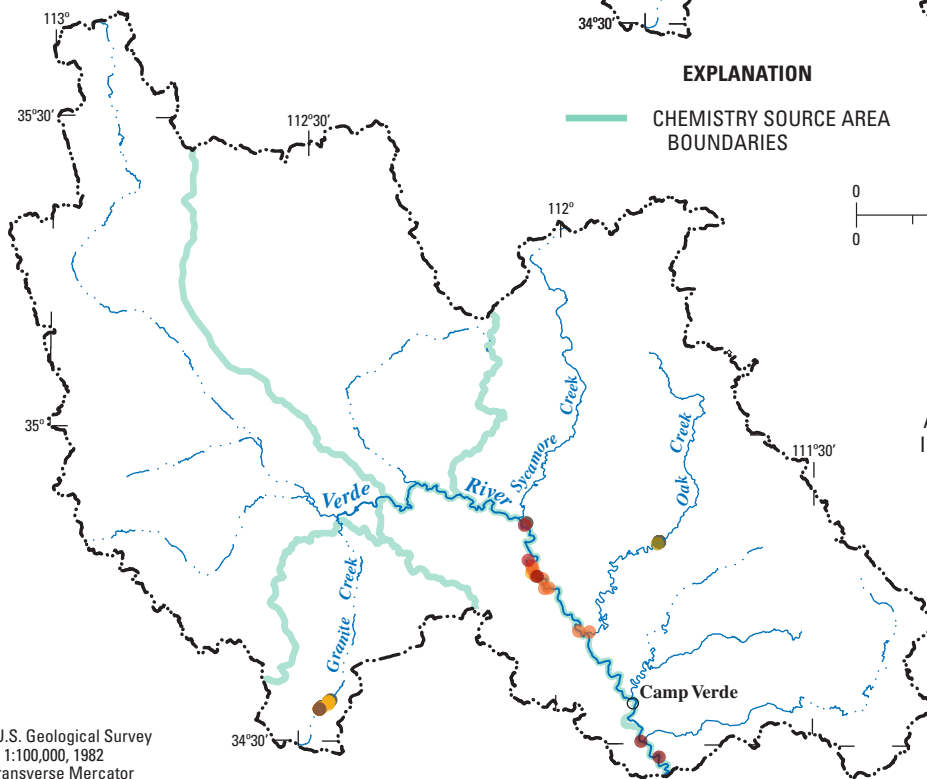 113°
34°30'
EXPLANATION
CHEMISTRY SOURCE AREA
BOUNDARIES
35°30'
112°30'
0
0
112°
Sycamore Creek
Oak Creek
35°
111°30'
Verde River
Granite Creek
Camp Verde
34°30'
U.S. Geological Survey
1:100,000, 1982
ransverse Mercator